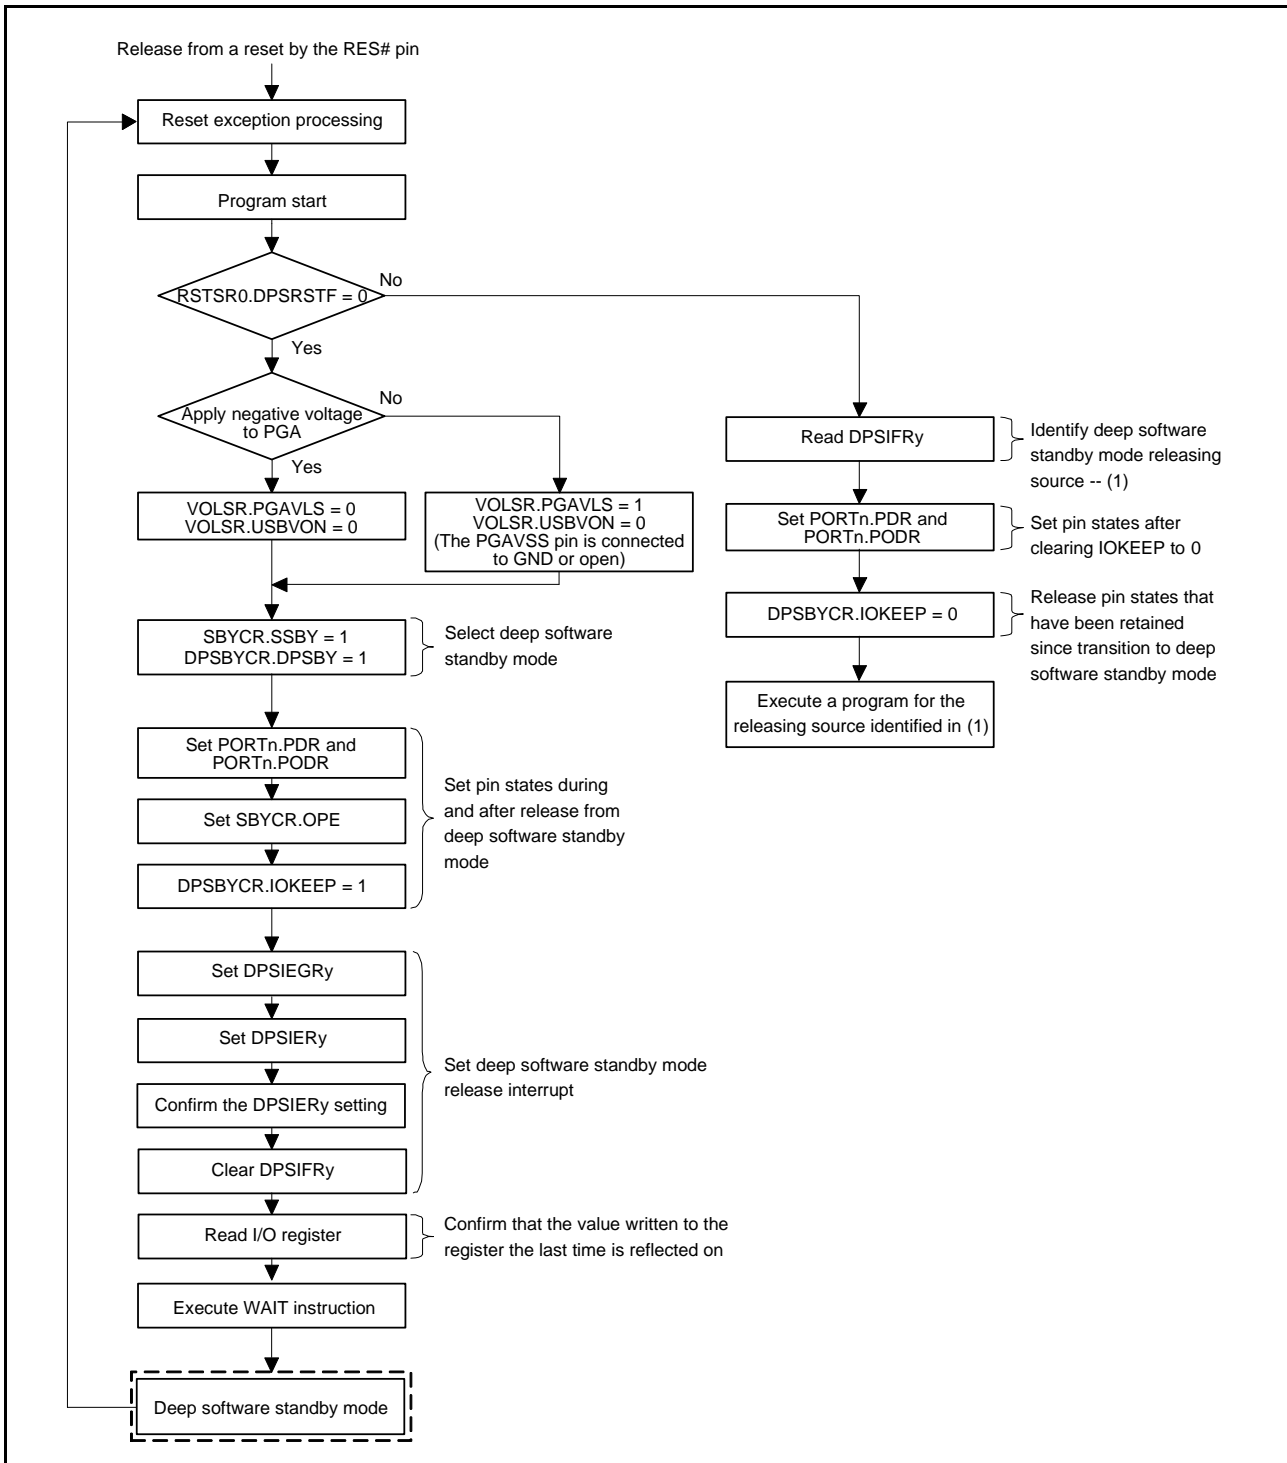 Release from a reset by the RES# pin
Reset exception processing
Program start
RSTSR0.DPSRSTF = 0
No
Yes
Apply negative voltage
to PGA
No
Yes
VOLSR.PGAVLS = 0
VOLSR.USBVON = 0
VOLSR.PGAVLS = 1
VOLSR.USBVON = 0
(The PGAVSS pin is connected
to GND or open)
SBYCR.SSBY = 1
DPSBYCR.DPSBY = 1
Select deep software
standby mode
Set PORTn.PDR and
PORTn.PODR
Set SBYCR.OPE
DPSBYCR.IOKEEP = 1
Set pin states during
and after release from
deep software standby
mode
Set DPSIEGRy
Set DPSIERy
Confirm the DPSIERy setting
Clear DPSIFRy
Set deep software standby mode
release interrupt
Read I/O register
Confirm that the value written to the
register the last time is reflected on
Execute WAIT instruction
Deep software standby mode
Read DPSIFRy
Identify deep software
standby mode releasing
source -- (1)
Set PORTn.PDR and
PORTn.PODR
Set pin states after
clearing IOKEEP to 0
DPSBYCR.IOKEEP = 0
Release pin states that
have been retained
since transition to deep
software standby mode
Execute a program for the
releasing source identified in (1)